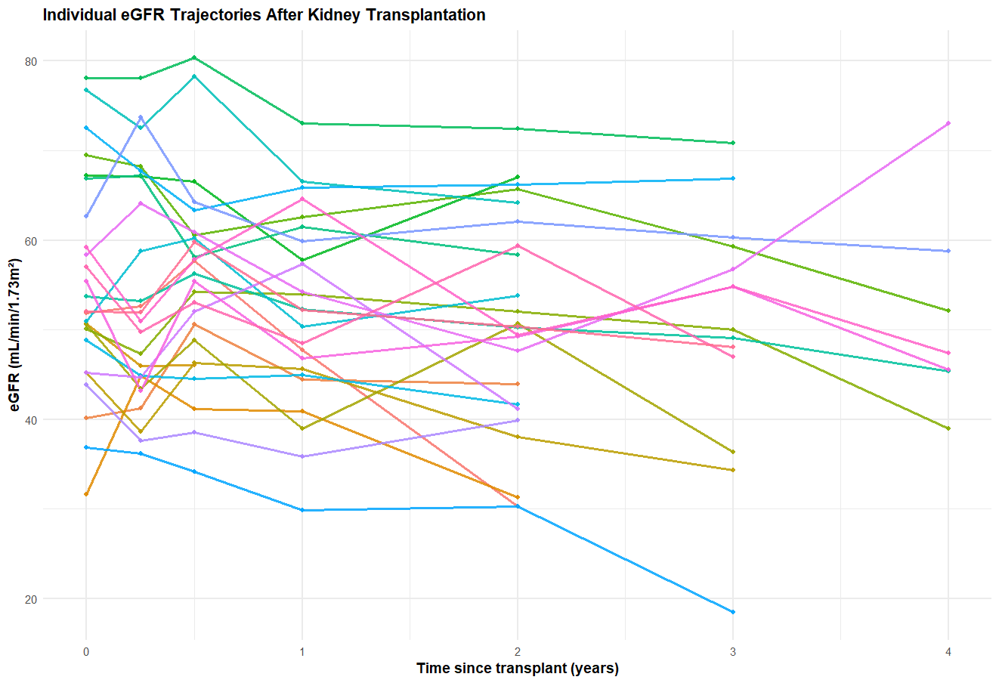 Individual eGFR Trajectories After Kidney Transplantation
80
60
40
20
eGFR (mL/min/1.73m²)
0 1 2 3 4
Time since transplant (years)